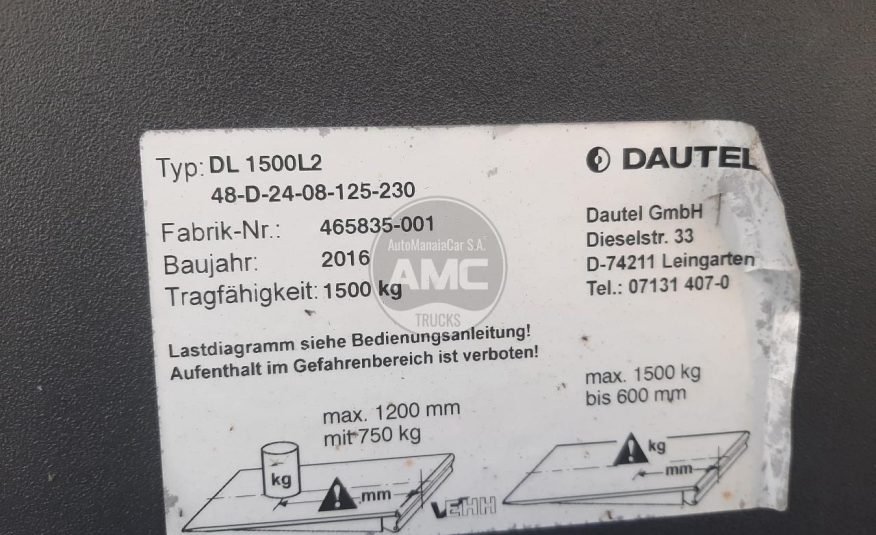 Typ: DL 1500L2
48-D-24-08-125-230
Fabrik-Nr.: 465835-001
Baujahr: 2016
Tragfähigkeit: 1500 kg
DAUTEL
Dautel GmbH
Dieselstr. 33
D-74211 Leingarten
Tel.: 07131 407-0
AutoManaiaCar S.A.
AMC
TRUCKS
Lastdiagramm siehe Bedienungsanleitung!
Aufenthalt im Gefahrenbereich ist verboten!
max. 1200 mm
mit 750 kg
kg
mm
max. 1500 kg
bis 600 mm
kg
mm
VEHH